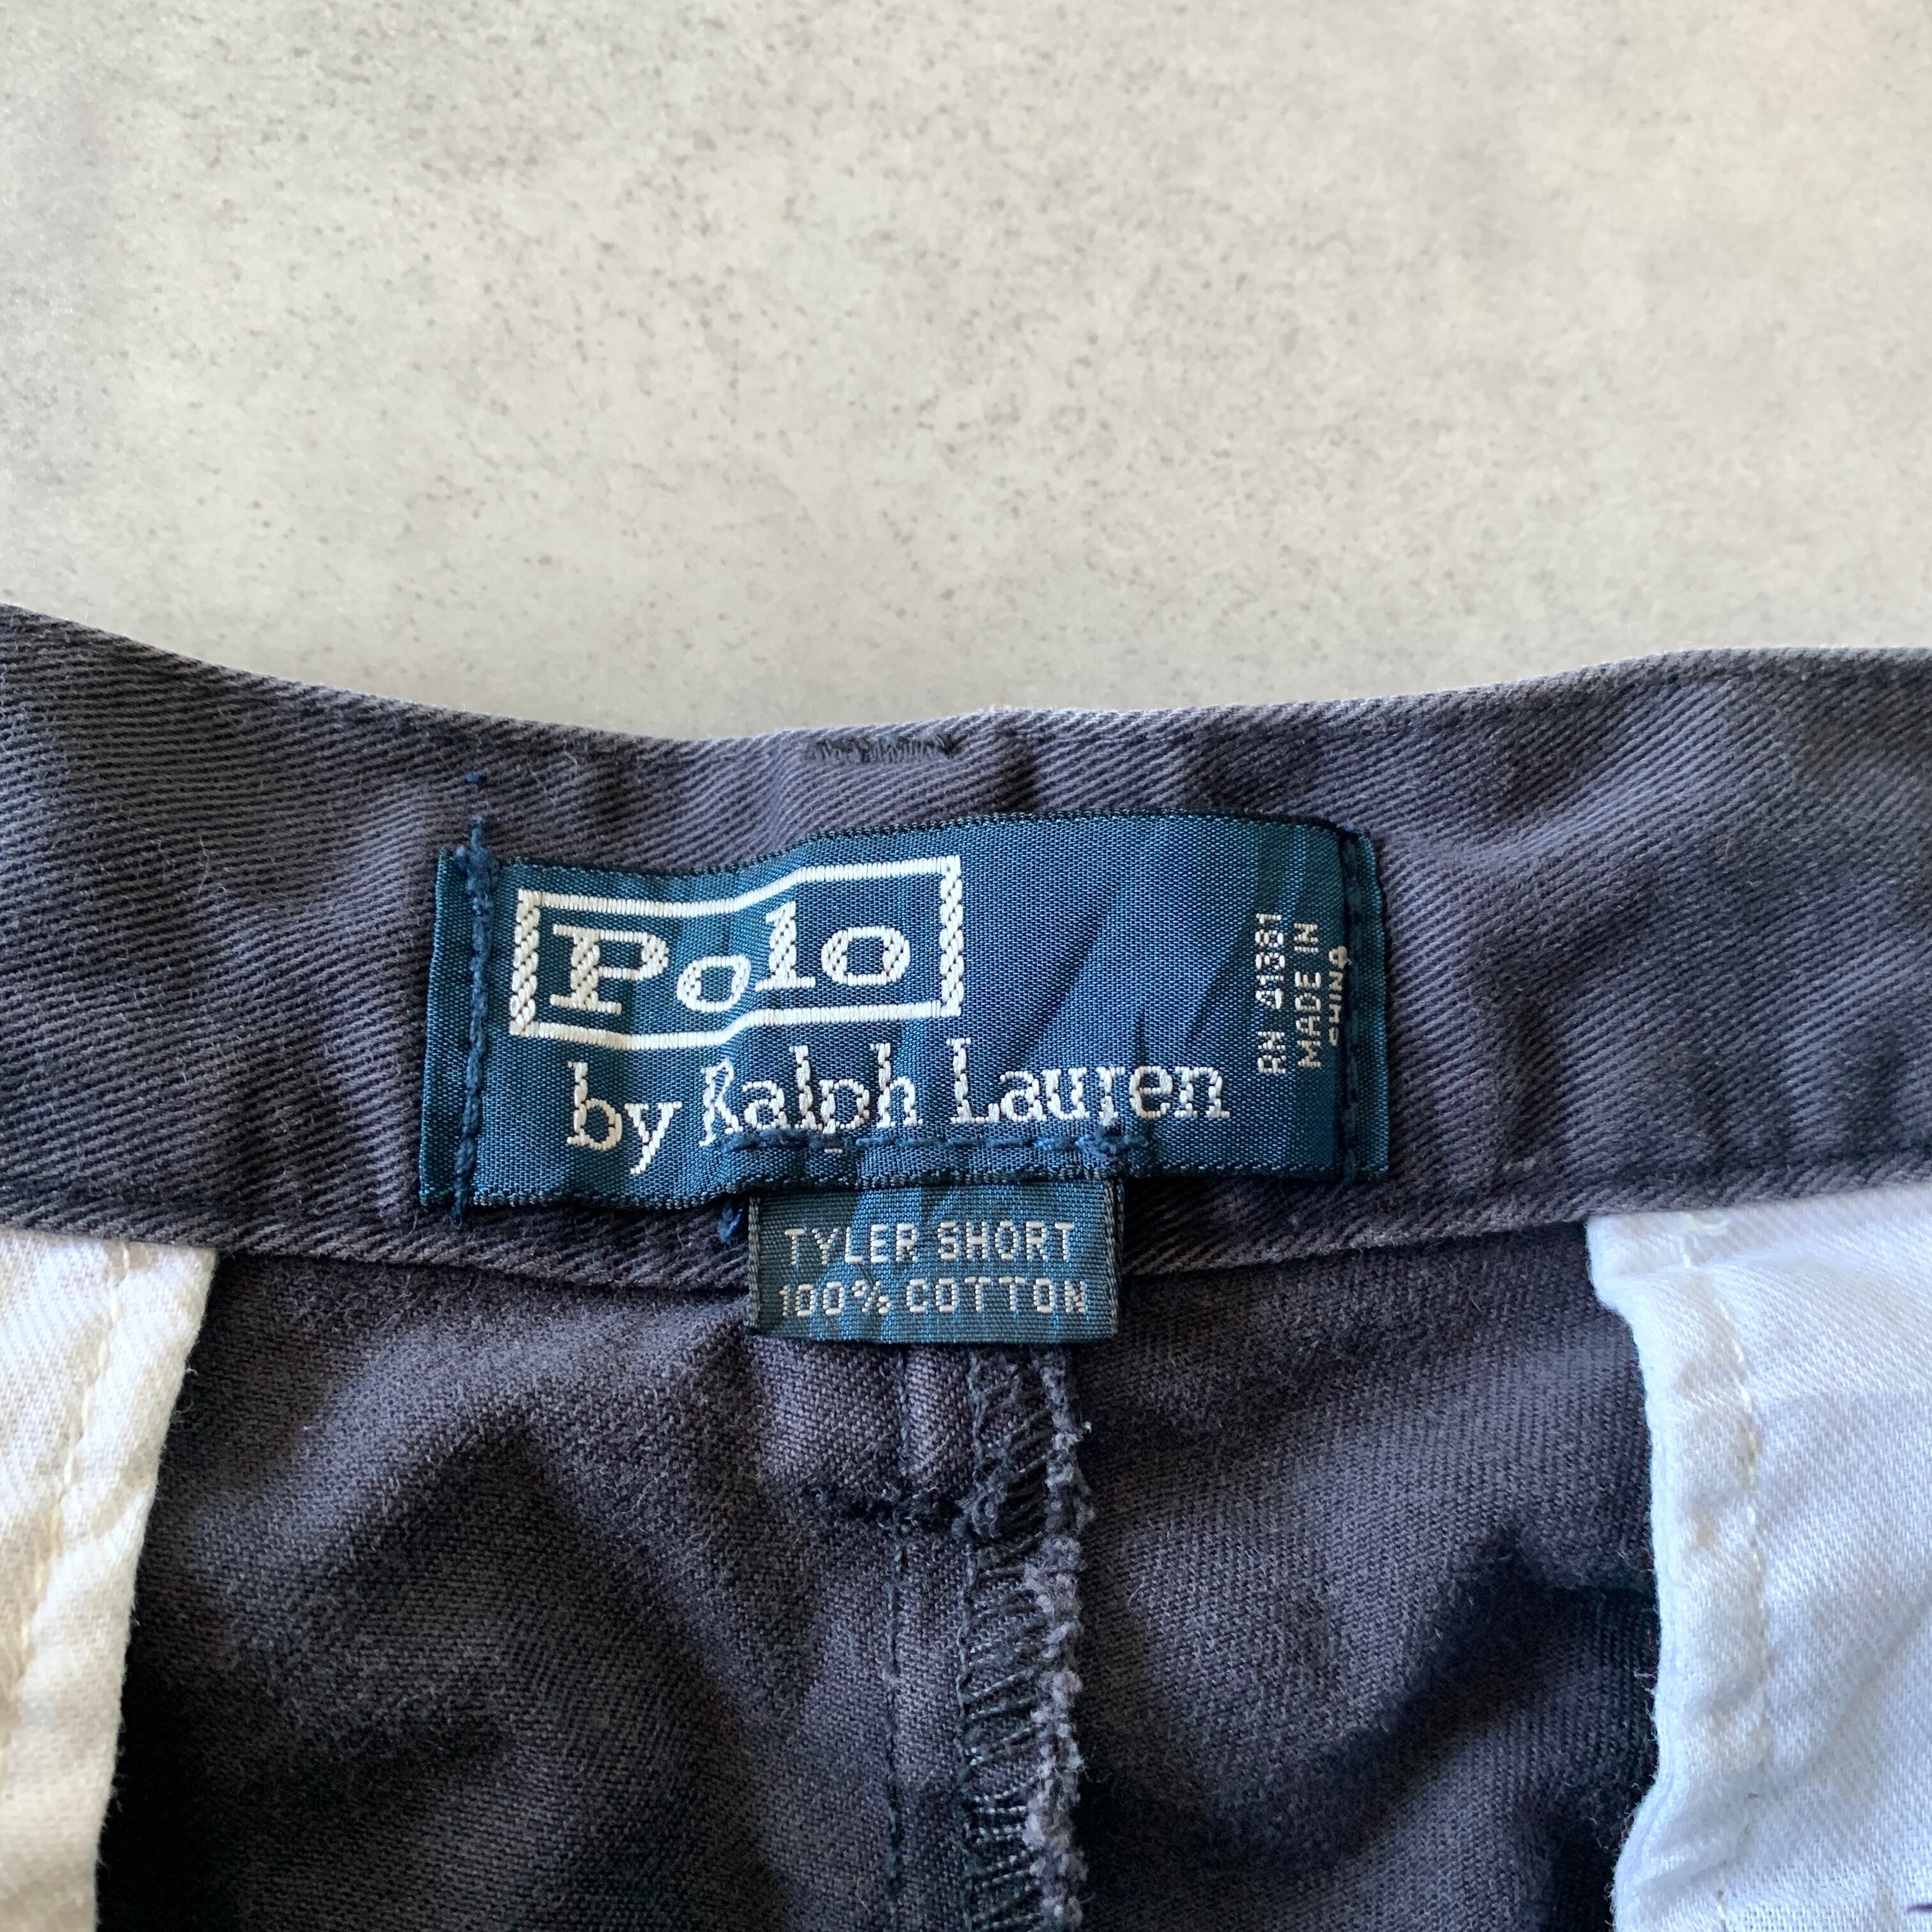 Polo
by Ralph Lauren
RN 41381
MADE IN
CHINA
TYLER SHORT
100% COTTON